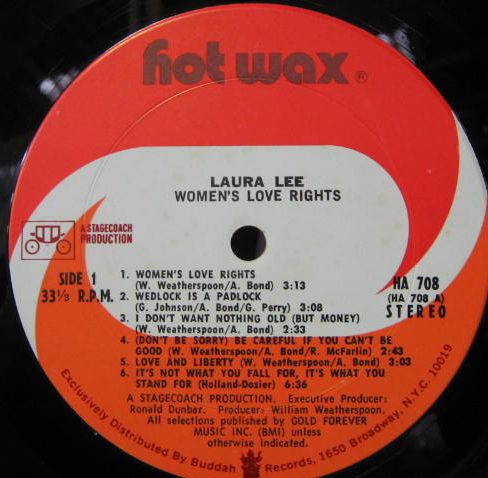 hot wax®
LAURA LEE
WOMEN'S LOVE RIGHTS
A STAGECOACH
PRODUCTION
SIDE 1
33⅓ R.P.M.
HA 708
(HA 708 A)
STEREO
1. WOMEN'S LOVE RIGHTS
(W. Weatherspoon/A. Bond) 3:13
2. WEDLOCK IS A PADLOCK
(G. Johnson/A. Bond/G. Perry) 3:08
3. I DON'T WANT NOTHING OLD (BUT MONEY)
(W. Weatherspoon/A. Bond) 2:33
4. (DON'T BE SORRY) BE CAREFUL IF YOU CAN'T BE
GOOD (W. Weatherspoon/A. Bond/R. McFarlin) 2:43
5. LOVE AND LIBERTY (W. Weatherspoon/A. Bond) 3:03
6. IT'S NOT WHAT YOU FALL FOR, IT'S WHAT YOU
STAND FOR (Holland-Dozier) 6:36
A STAGECOACH PRODUCTION. Executive Producer:
Ronald Dunbar. Producer: William Weatherspoon.
All selections published by GOLD FOREVER
MUSIC INC. (BMI) unless
otherwise indicated.
Exclusively Distributed By Buddah Records, 1650 Broadway, N.Y.C. 10019